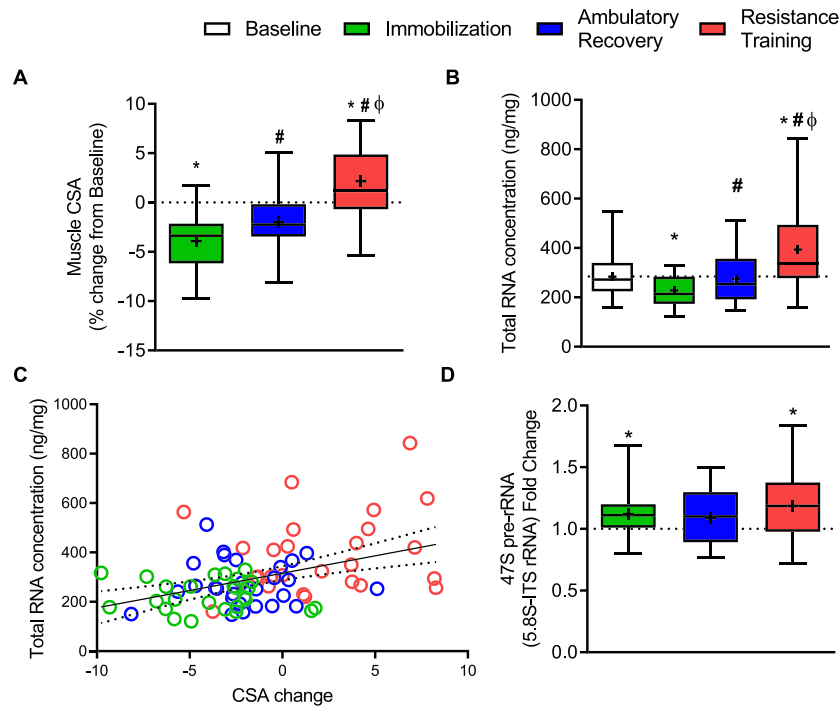 Baseline
Immobilization
Ambulatory
Recovery
Resistance
Training
A
Muscle CSA
(% change from Baseline)
10
5
0
-5
-10
-15
*
#
* # ϕ
B
Total RNA concentration (ng/mg)
1000
800
600
400
200
0
*
#
* # ϕ
C
Total RNA concentration (ng/mg)
1000
800
600
400
200
0
-10
-5
0
5
10
CSA change
D
47S pre-rRNA
(5.8S-ITS rRNA) Fold Change
2.0
1.5
1.0
0.5
0.0
*
*